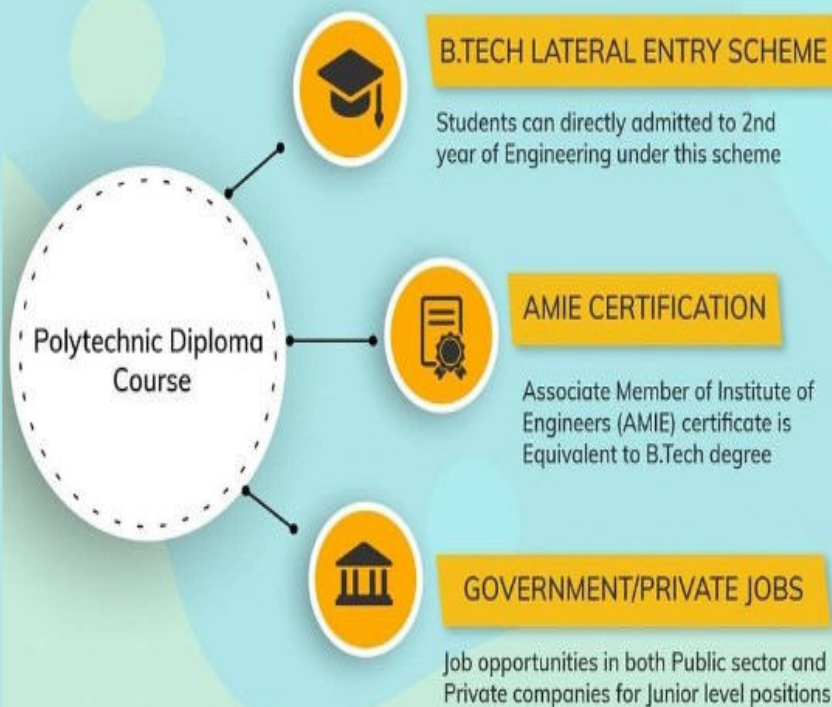 B.TECH LATERAL ENTRY SCHEME
Students can directly admitted to 2nd
year of Engineering under this scheme
Polytechnic Diploma
Course
AMIE CERTIFICATION
Associate Member of Institute of
Engineers (AMIE) certificate is
Equivalent to B.Tech degree
GOVERNMENT/PRIVATE JOBS
Job opportunities in both Public sector and
Private companies for Junior level positions